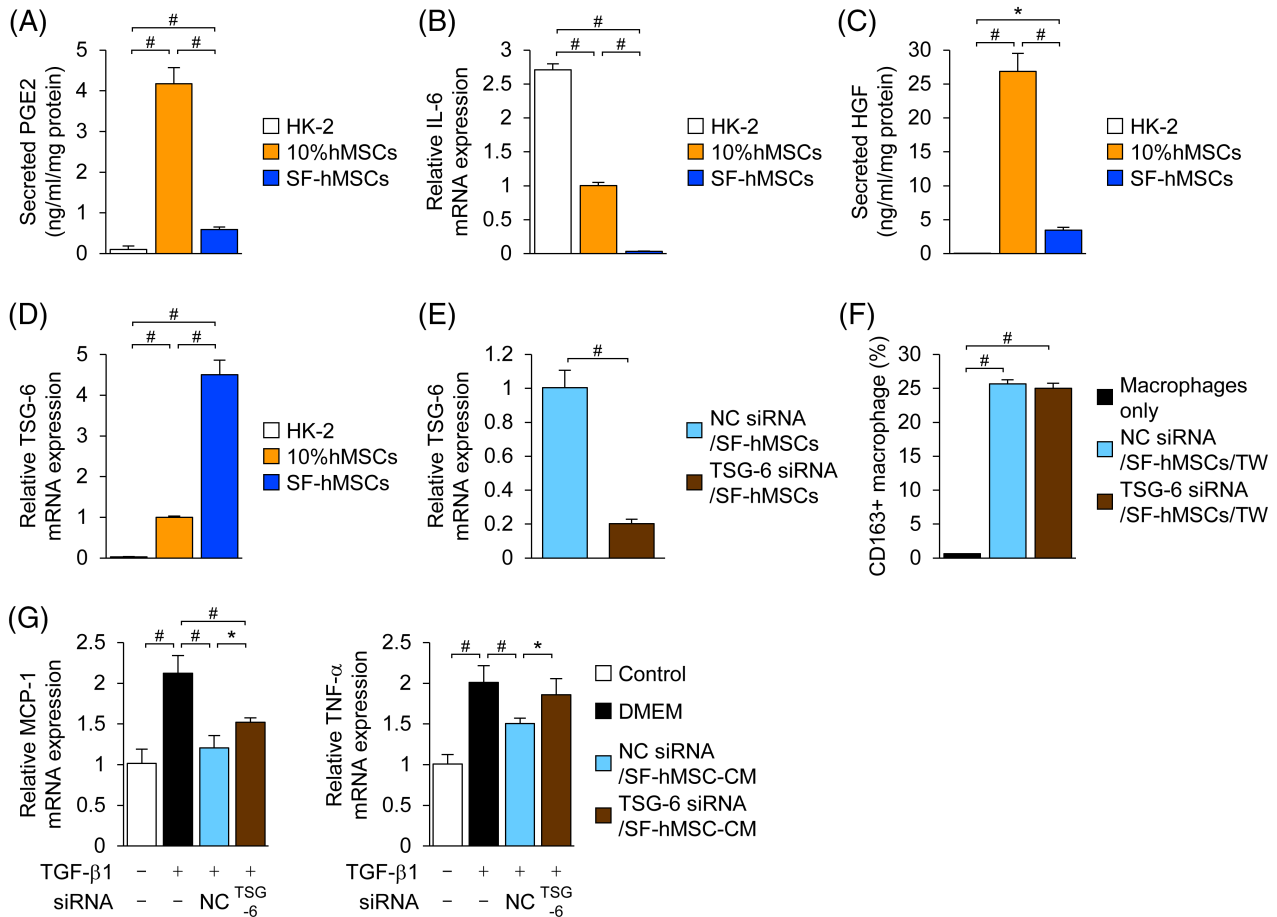 (A)
#
#
#
Secreted PGE2
(ng/ml/mg protein)
5
4
3
2
1
0
HK-2
10%hMSCs
SF-hMSCs
(B)
#
#
#
Relative IL-6
mRNA expression
3
2.5
2
1.5
1
0.5
0
HK-2
10%hMSCs
SF-hMSCs
(C)
*
#
#
Secreted HGF
(ng/ml/mg protein)
30
25
20
15
10
5
0
HK-2
10%hMSCs
SF-hMSCs
(D)
#
#
#
Relative TSG-6
mRNA expression
5
4
3
2
1
0
HK-2
10%hMSCs
SF-hMSCs
(E)
#
Relative TSG-6
mRNA expression
1.2
1
0.8
0.6
0.4
0.2
0
NC siRNA
/SF-hMSCs
TSG-6 siRNA
/SF-hMSCs
(F)
#
#
CD163+ macrophage (%)
30
25
20
15
10
5
0
Macrophages
only
NC siRNA
/SF-hMSCs/TW
TSG-6 siRNA
/SF-hMSCs/TW
(G)
#
#
#
*
Relative MCP-1
mRNA expression
2.5
2
1.5
1
0.5
0
TGF-β1 − + + +
siRNA − − NC TSG
-6
#
#
*
Relative TNF-α
mRNA expression
2.5
2
1.5
1
0.5
0
TGF-β1 − + + +
siRNA − − NC TSG
-6
Control
DMEM
NC siRNA
/SF-hMSC-CM
TSG-6 siRNA
/SF-hMSC-CM